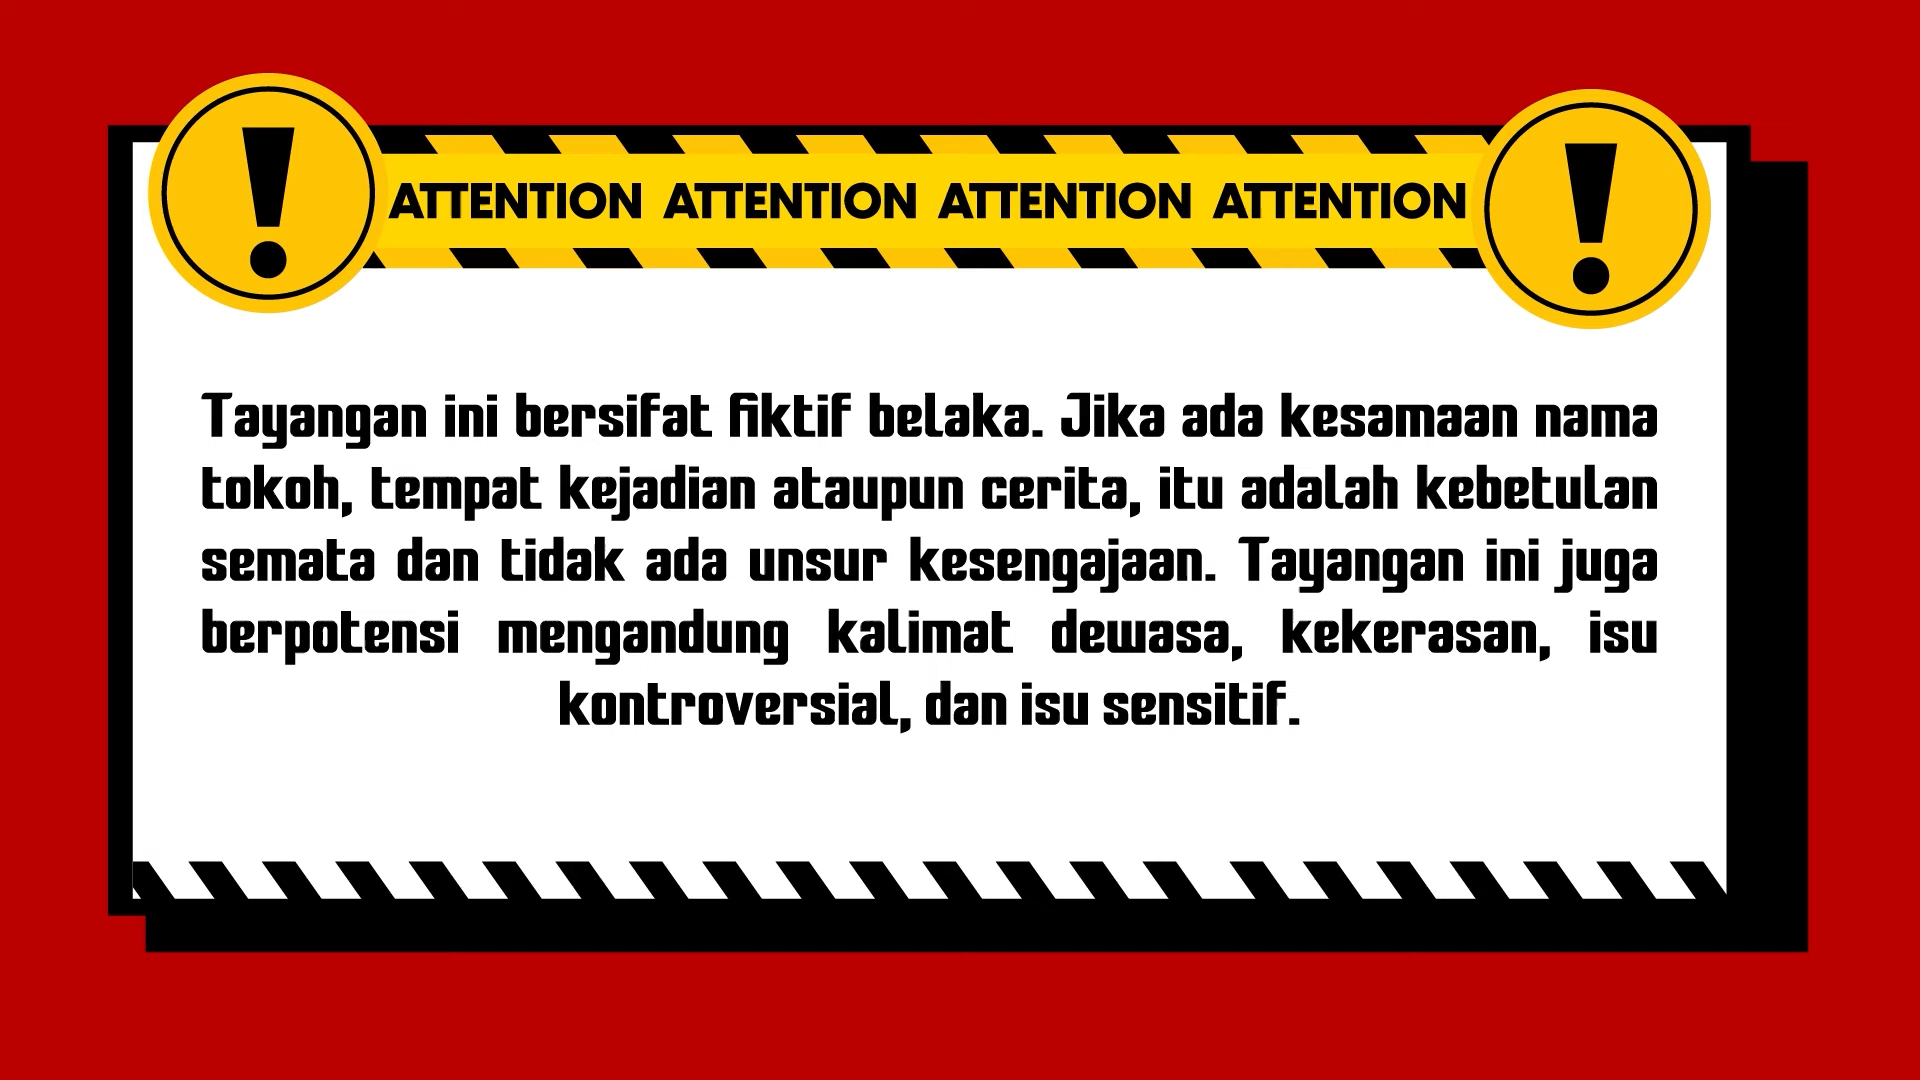 ATTENTION ATTENTION ATTENTION ATTENTION
Tayangan ini bersifat fiktif belaka. Jika ada kesamaan nama
tokoh, tempat kejadian ataupun cerita, itu adalah kebetulan
semata dan tidak ada unsur kesengajaan. Tayangan ini juga
berpotensi mengandung kalimat dewasa, kekerasan, isu
kontroversial, dan isu sensitif.